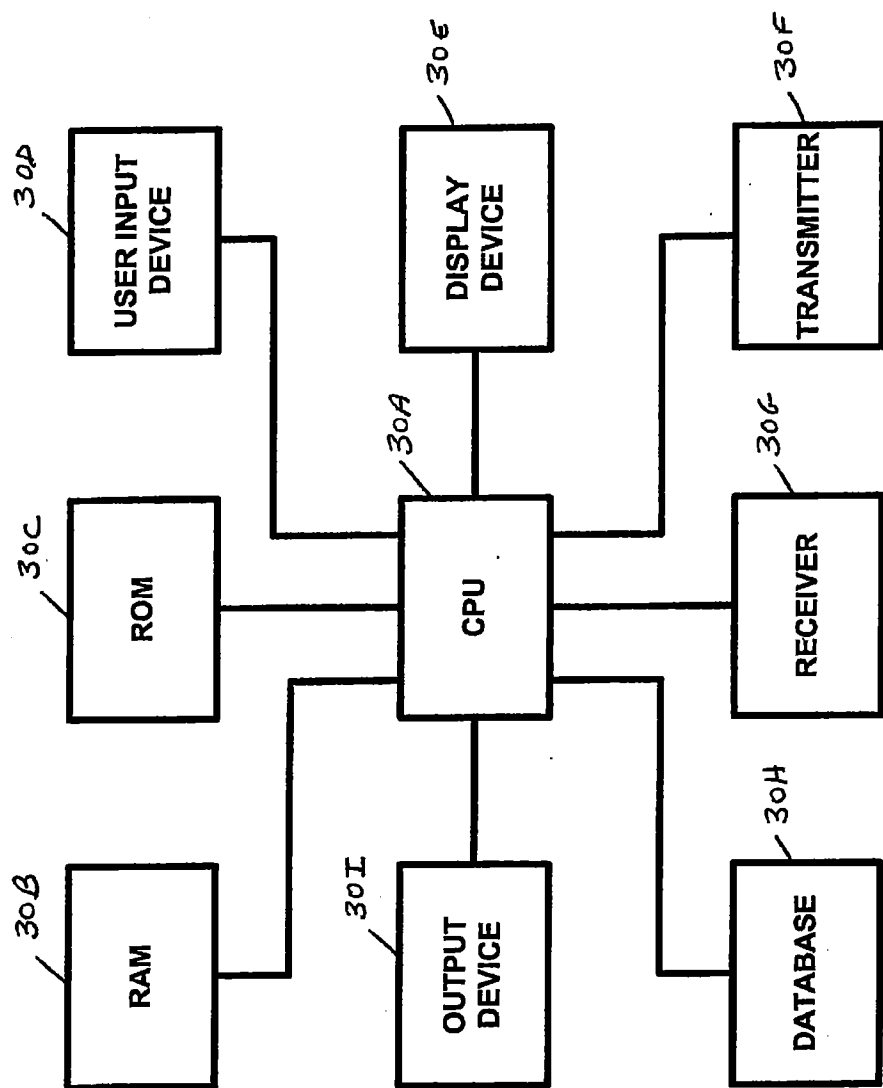 30B
RAM
30C
ROM
30D
USER INPUT
DEVICE
30I
OUTPUT
DEVICE
30A
CPU
30E
DISPLAY
DEVICE
30H
DATABASE
30G
RECEIVER
30F
TRANSMITTER